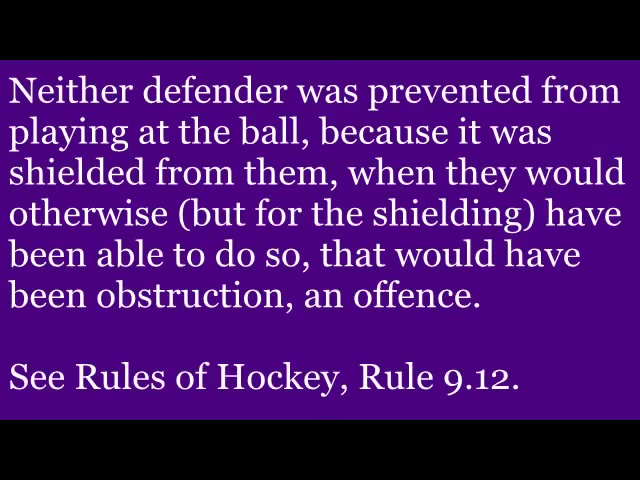 Neither defender was prevented from
playing at the ball, because it was
shielded from them, when they would
otherwise (but for the shielding) have
been able to do so, that would have
been obstruction, an offence.
See Rules of Hockey, Rule 9.12.